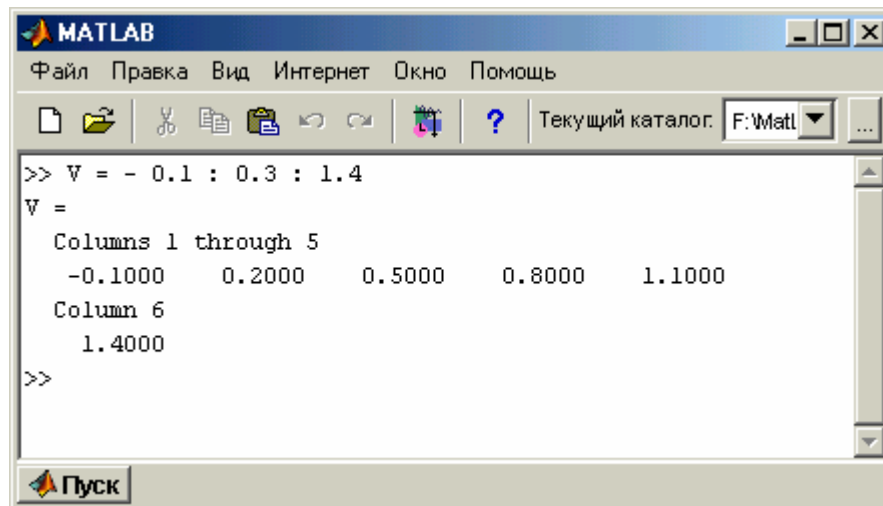 MATLAB
Файл Правка Вид Интернет Окно Помощь
? Текущий каталог: F:\Matl ...
>> V = - 0.1 : 0.3 : 1.4
V =
Columns 1 through 5
-0.1000 0.2000 0.5000 0.8000 1.1000
Column 6
1.4000
>>
Пуск